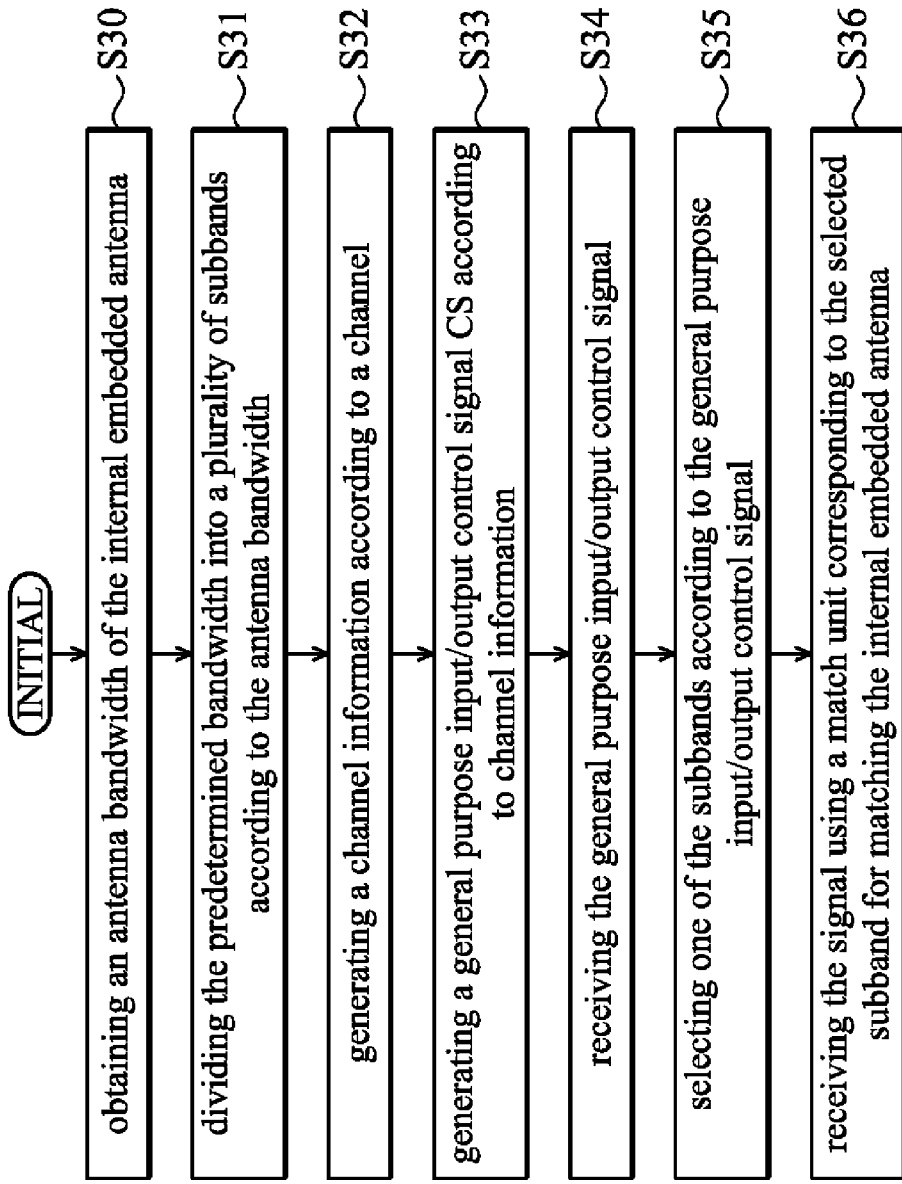 INITIAL
obtaining an antenna bandwidth of the internal embedded antenna
S30
dividing the predetermined bandwidth into a plurality of subbands
according to the antenna bandwidth
S31
generating a channel information according to a channel
S32
generating a general purpose input/output control signal CS according
to channel information
S33
receiving the general purpose input/output control signal
S34
selecting one of the subbands according to the general purpose
input/output control signal
S35
receiving the signal using a match unit corresponding to the selected
subband for matching the internal embedded antenna
S36